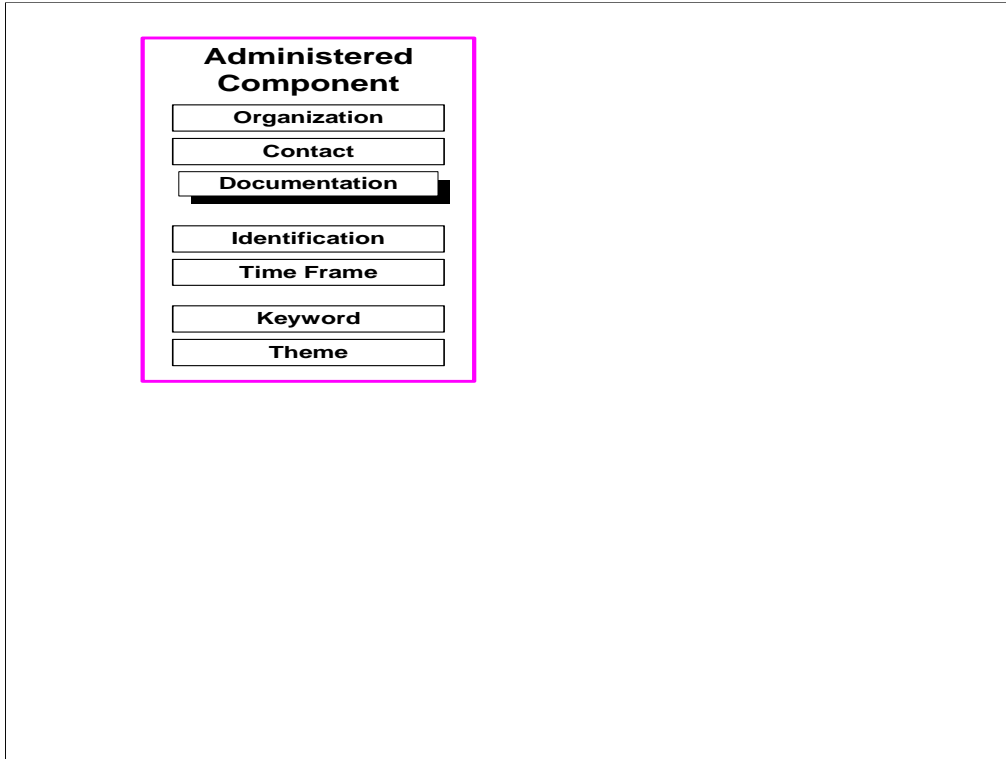 Administered
Component
Organization
Contact
Documentation
Identification
Time Frame
Keyword
Theme